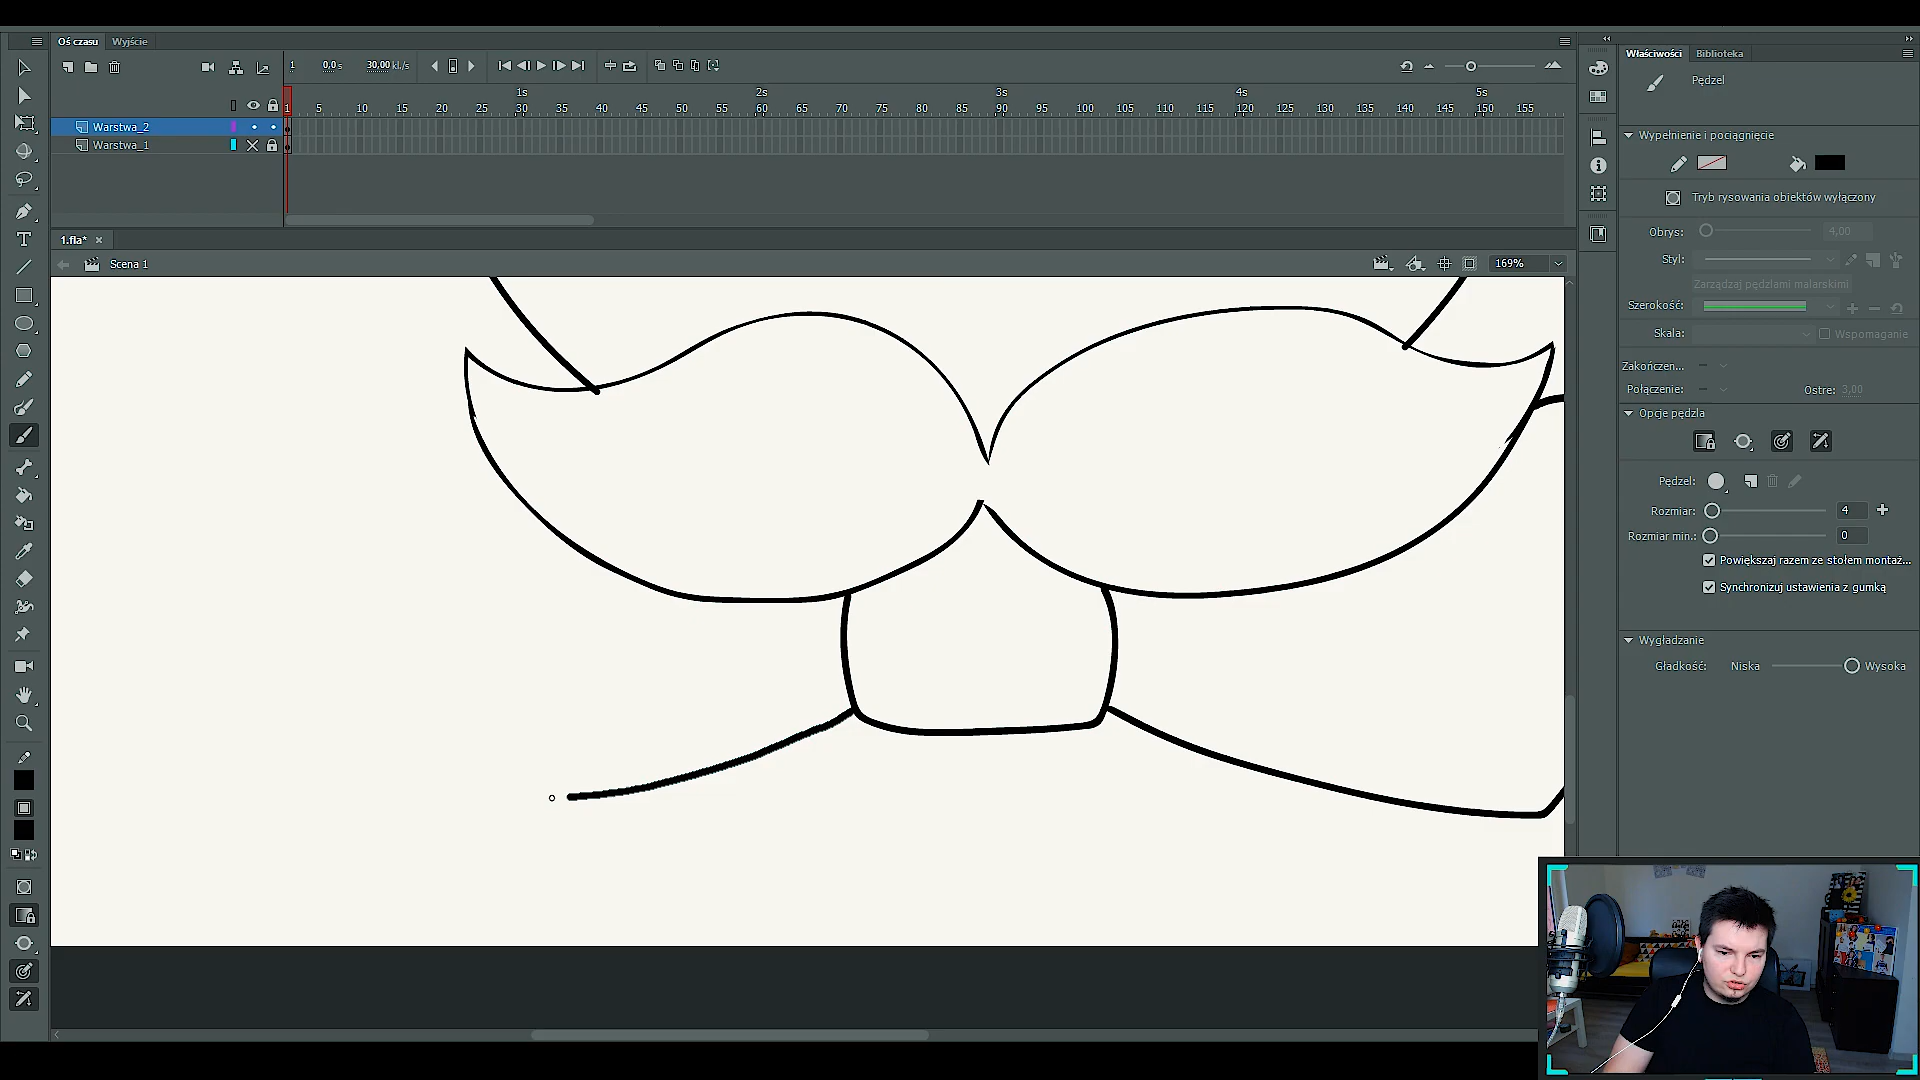 Oś czasu Wyjście
Właściwości Biblioteka
1 0,0 s 30,00 kl./s
Pędzel
1s 2s 3s 4s 5s
1 5 10 15 20 25 30 35 40 45 50 55 60 65 70 75 80 85 90 95 100 105 110 115 120 125 130 135 140 145 150 155
Warstwa_2
Warstwa_1
Wypełnienie i pociągnięcie
Tryb rysowania obiektów wyłączony
Obrys: 4,00
1.fla* ×
Styl:
Scena 1 169%
Zarządzaj pędzlami malarskimi
Szerokość:
Skala: Wspomaganie
Zakończen...
Połączenie: Ostre: 3,00
Opcje pędzla
Pędzel:
Rozmiar: 4
Rozmiar min.: 0
Powiększaj razem ze stołem montaż...
Synchronizuj ustawienia z gumką
Wygładzanie
Gładkość: Niska Wysoka